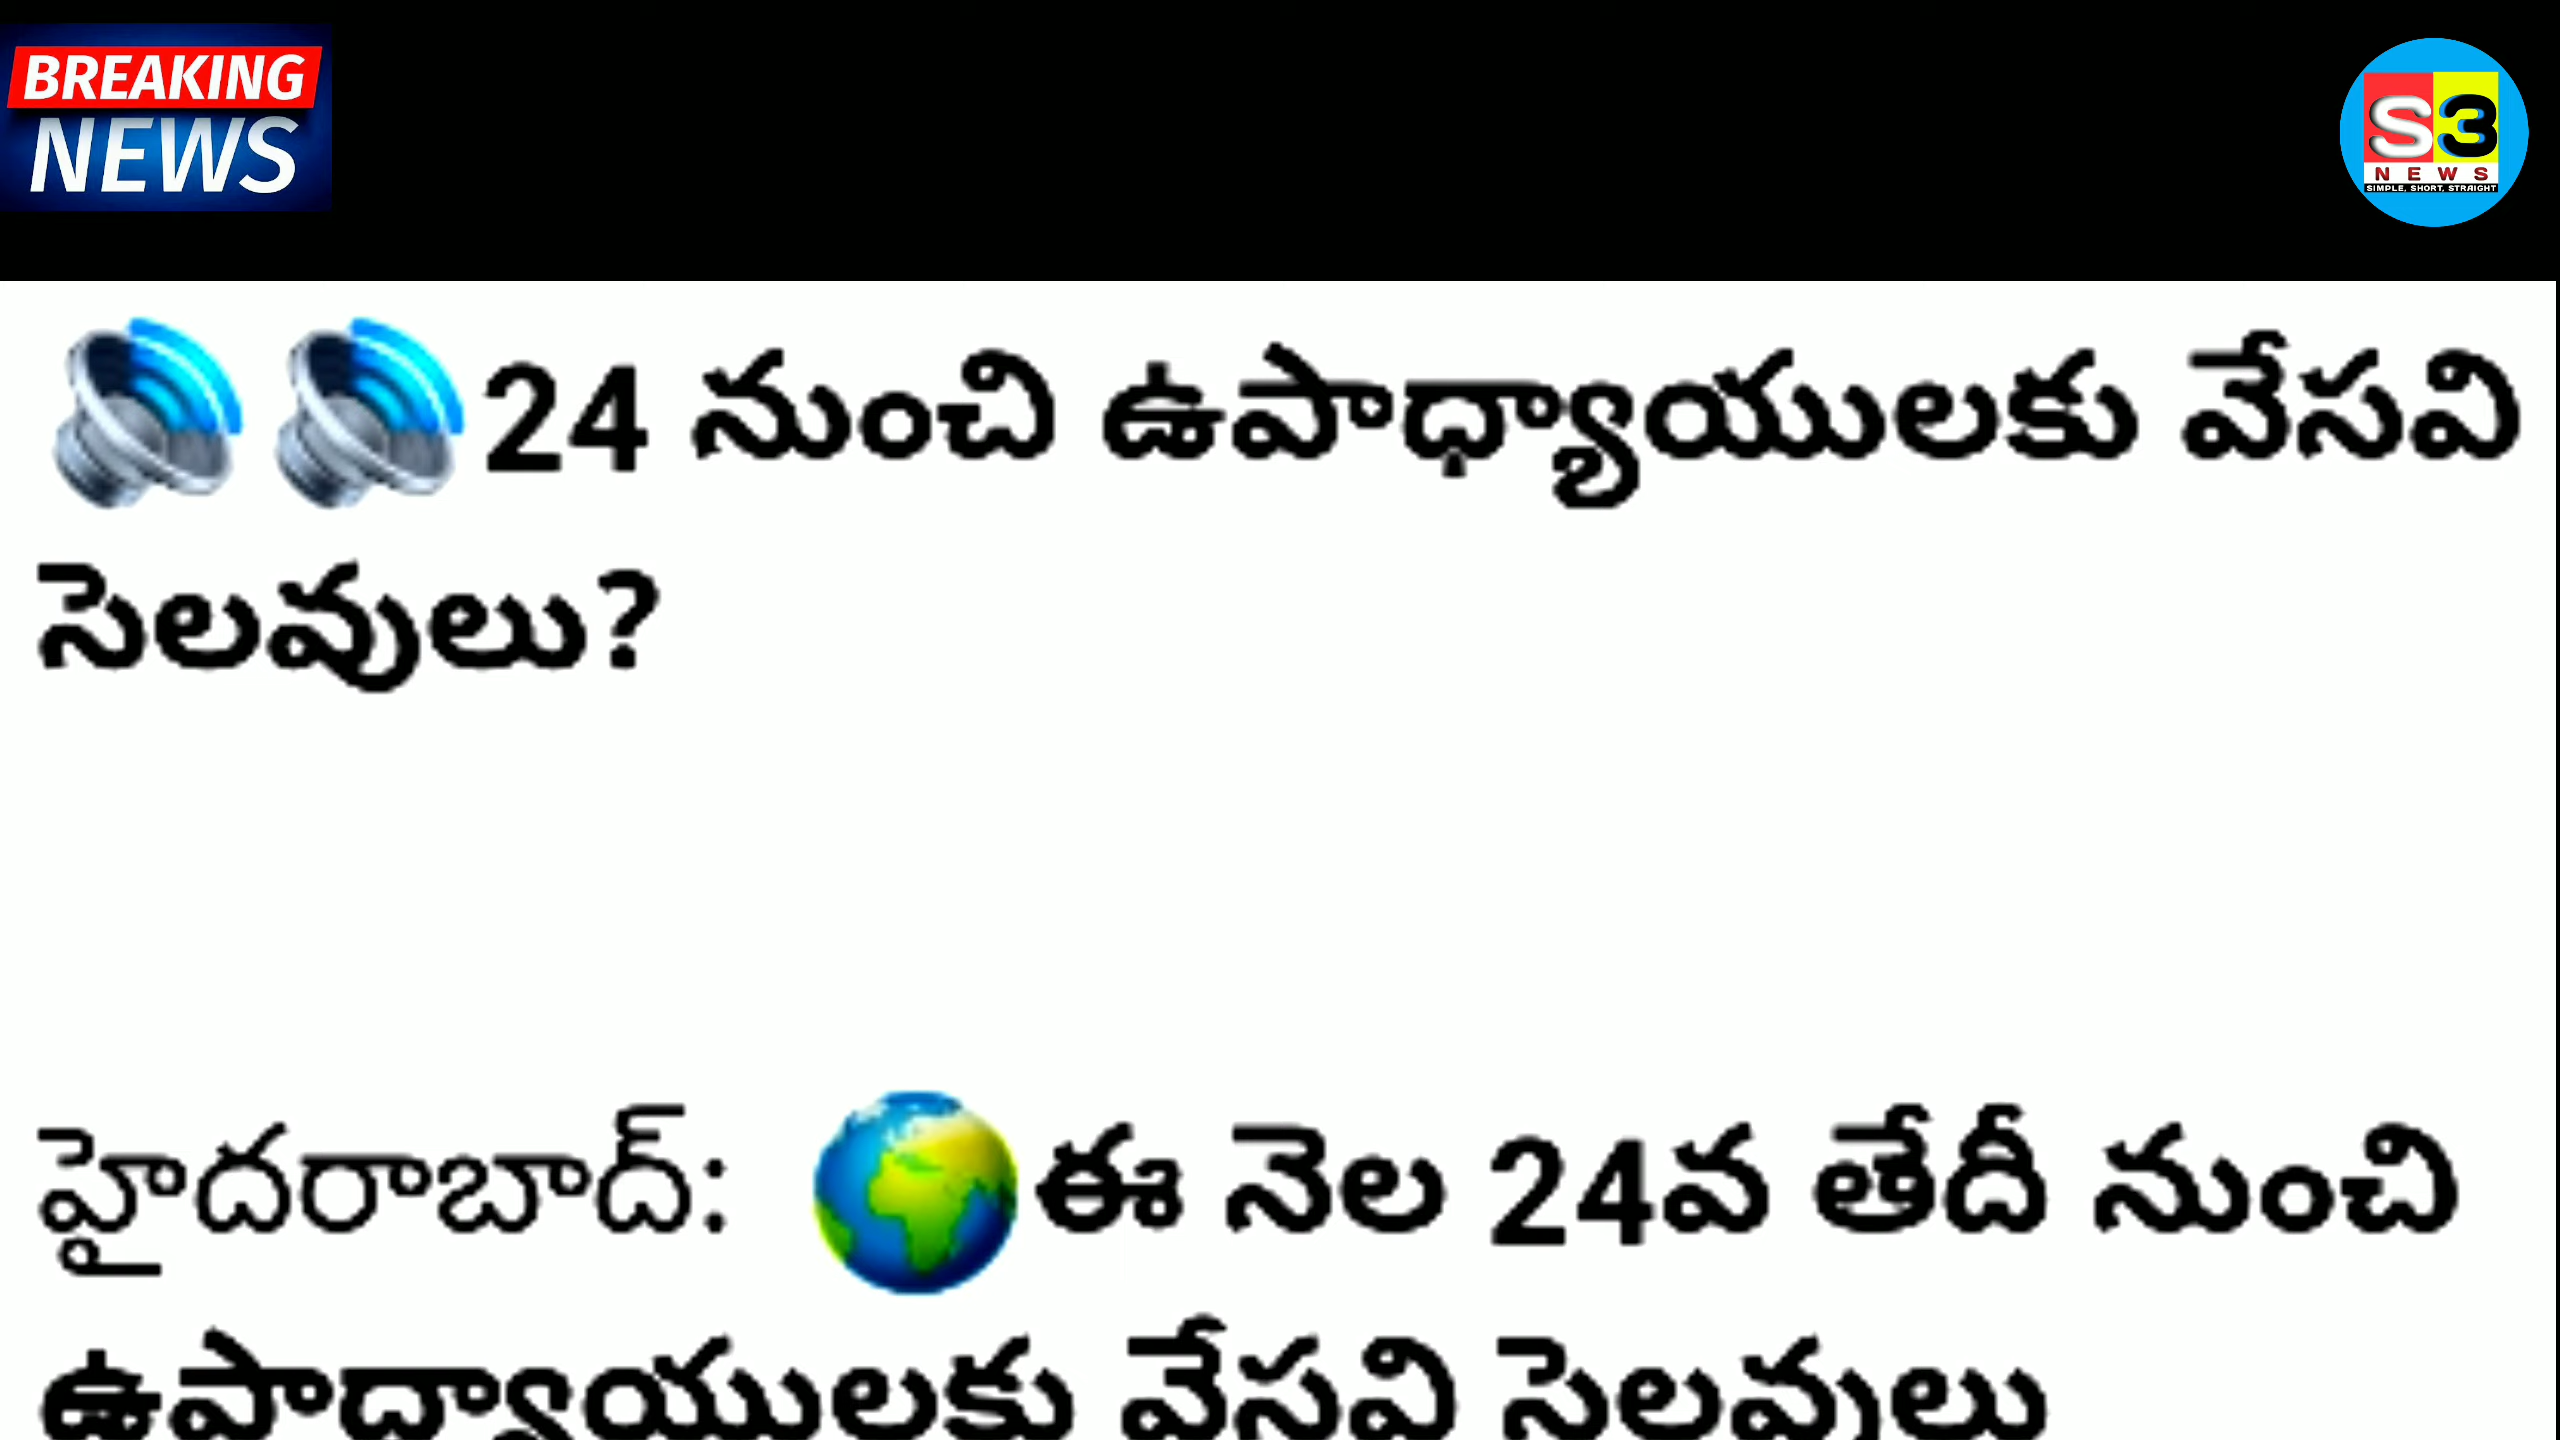 BREAKING
NEWS
S3
NEWS
SIMPLE, SHORT, STRAIGHT
🔊🔊24 నుంచి ఉపాధ్యాయులకు వేసవి
సెలవులు?
హైదరాబాద్: 🌍ఈ నెల 24వ తేదీ నుంచి
ఉపాధ్యాయులకు వేసవి సెలవులు